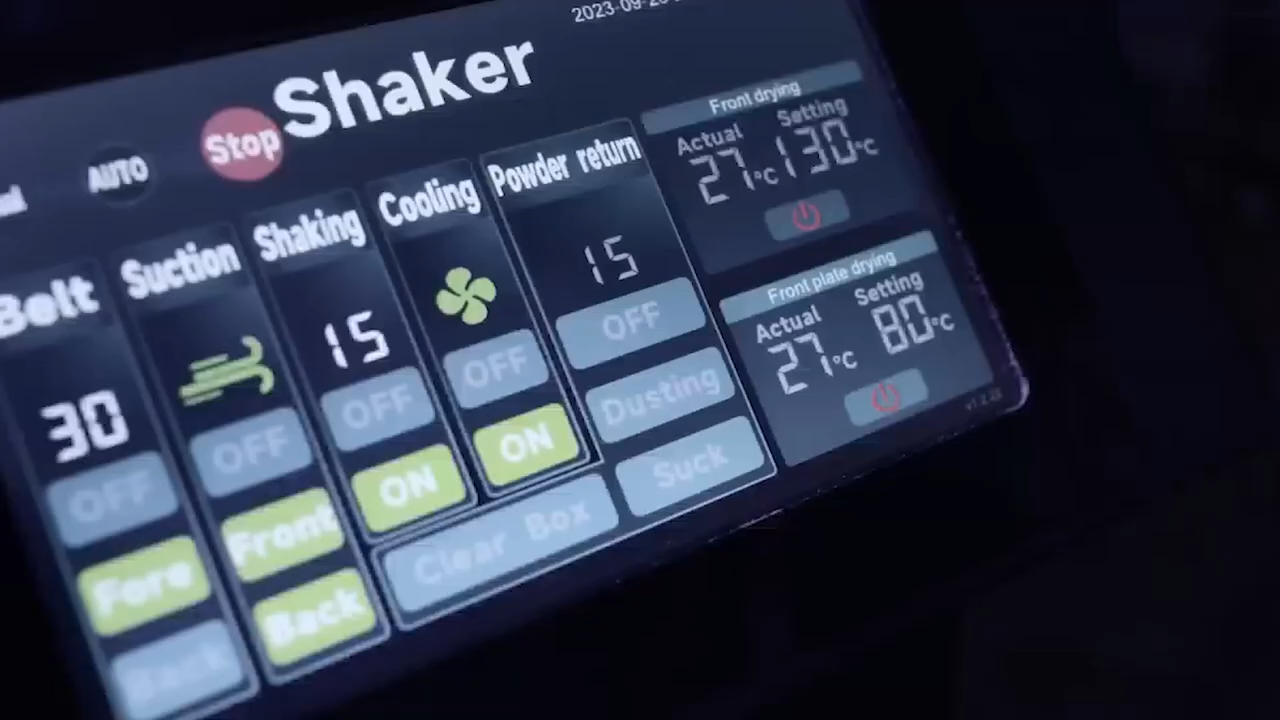 2023-09-2
Shaker
Stop
AUTO
Belt
30
OFF
Fore
Back
Suction
OFF
Front
Back
Shaking
15
OFF
ON
Cooling
OFF
ON
Powder return
15
OFF
Dusting
Suck
Clear Box
Front drying
Actual Setting
27°C 130°C
Front plate drying
Actual Setting
27°C 80°C